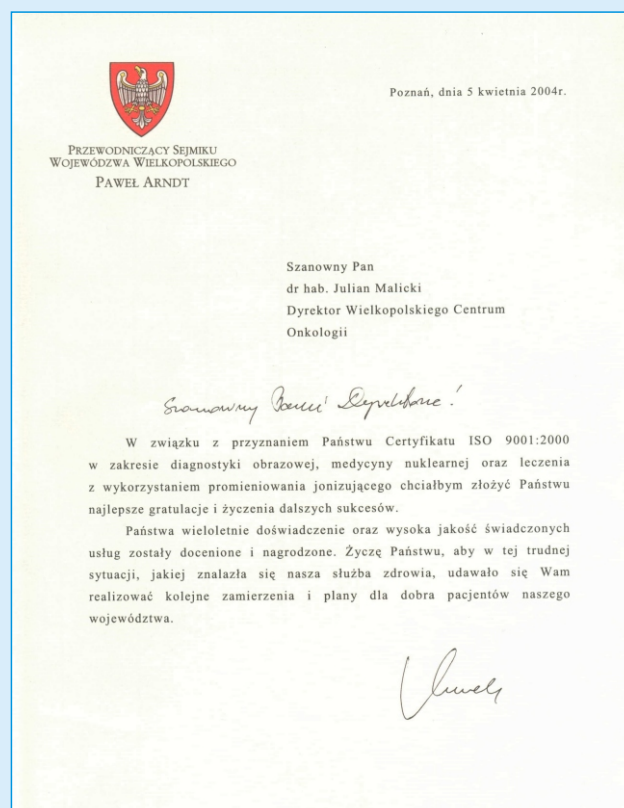 Poznań, dnia 5 kwietnia 2004r.
PRZEWODNICZĄCY SEJMIKU
WOJEWÓDZWA WIELKOPOLSKIEGO
PAWEŁ ARNDT
Szanowny Pan
dr hab. Julian Malicki
Dyrektor Wielkopolskiego Centrum
Onkologii
Szanowny Panie Dyrektorze!
W związku z przyznaniem Państwu Certyfikatu ISO 9001:2000
w zakresie diagnostyki obrazowej, medycyny nuklearnej oraz leczenia
z wykorzystaniem promieniowania jonizującego chciałbym złożyć Państwu
najlepsze gratulacje i życzenia dalszych sukcesów.
Państwa wieloletnie doświadczenie oraz wysoka jakość świadczonych
usług zostały docenione i nagrodzone. Życzę Państwu, aby w tej trudnej
sytuacji, jakiej znalazła się nasza służba zdrowia, udawało się Wam
realizować kolejne zamierzenia i plany dla dobra pacjentów naszego
województwa.